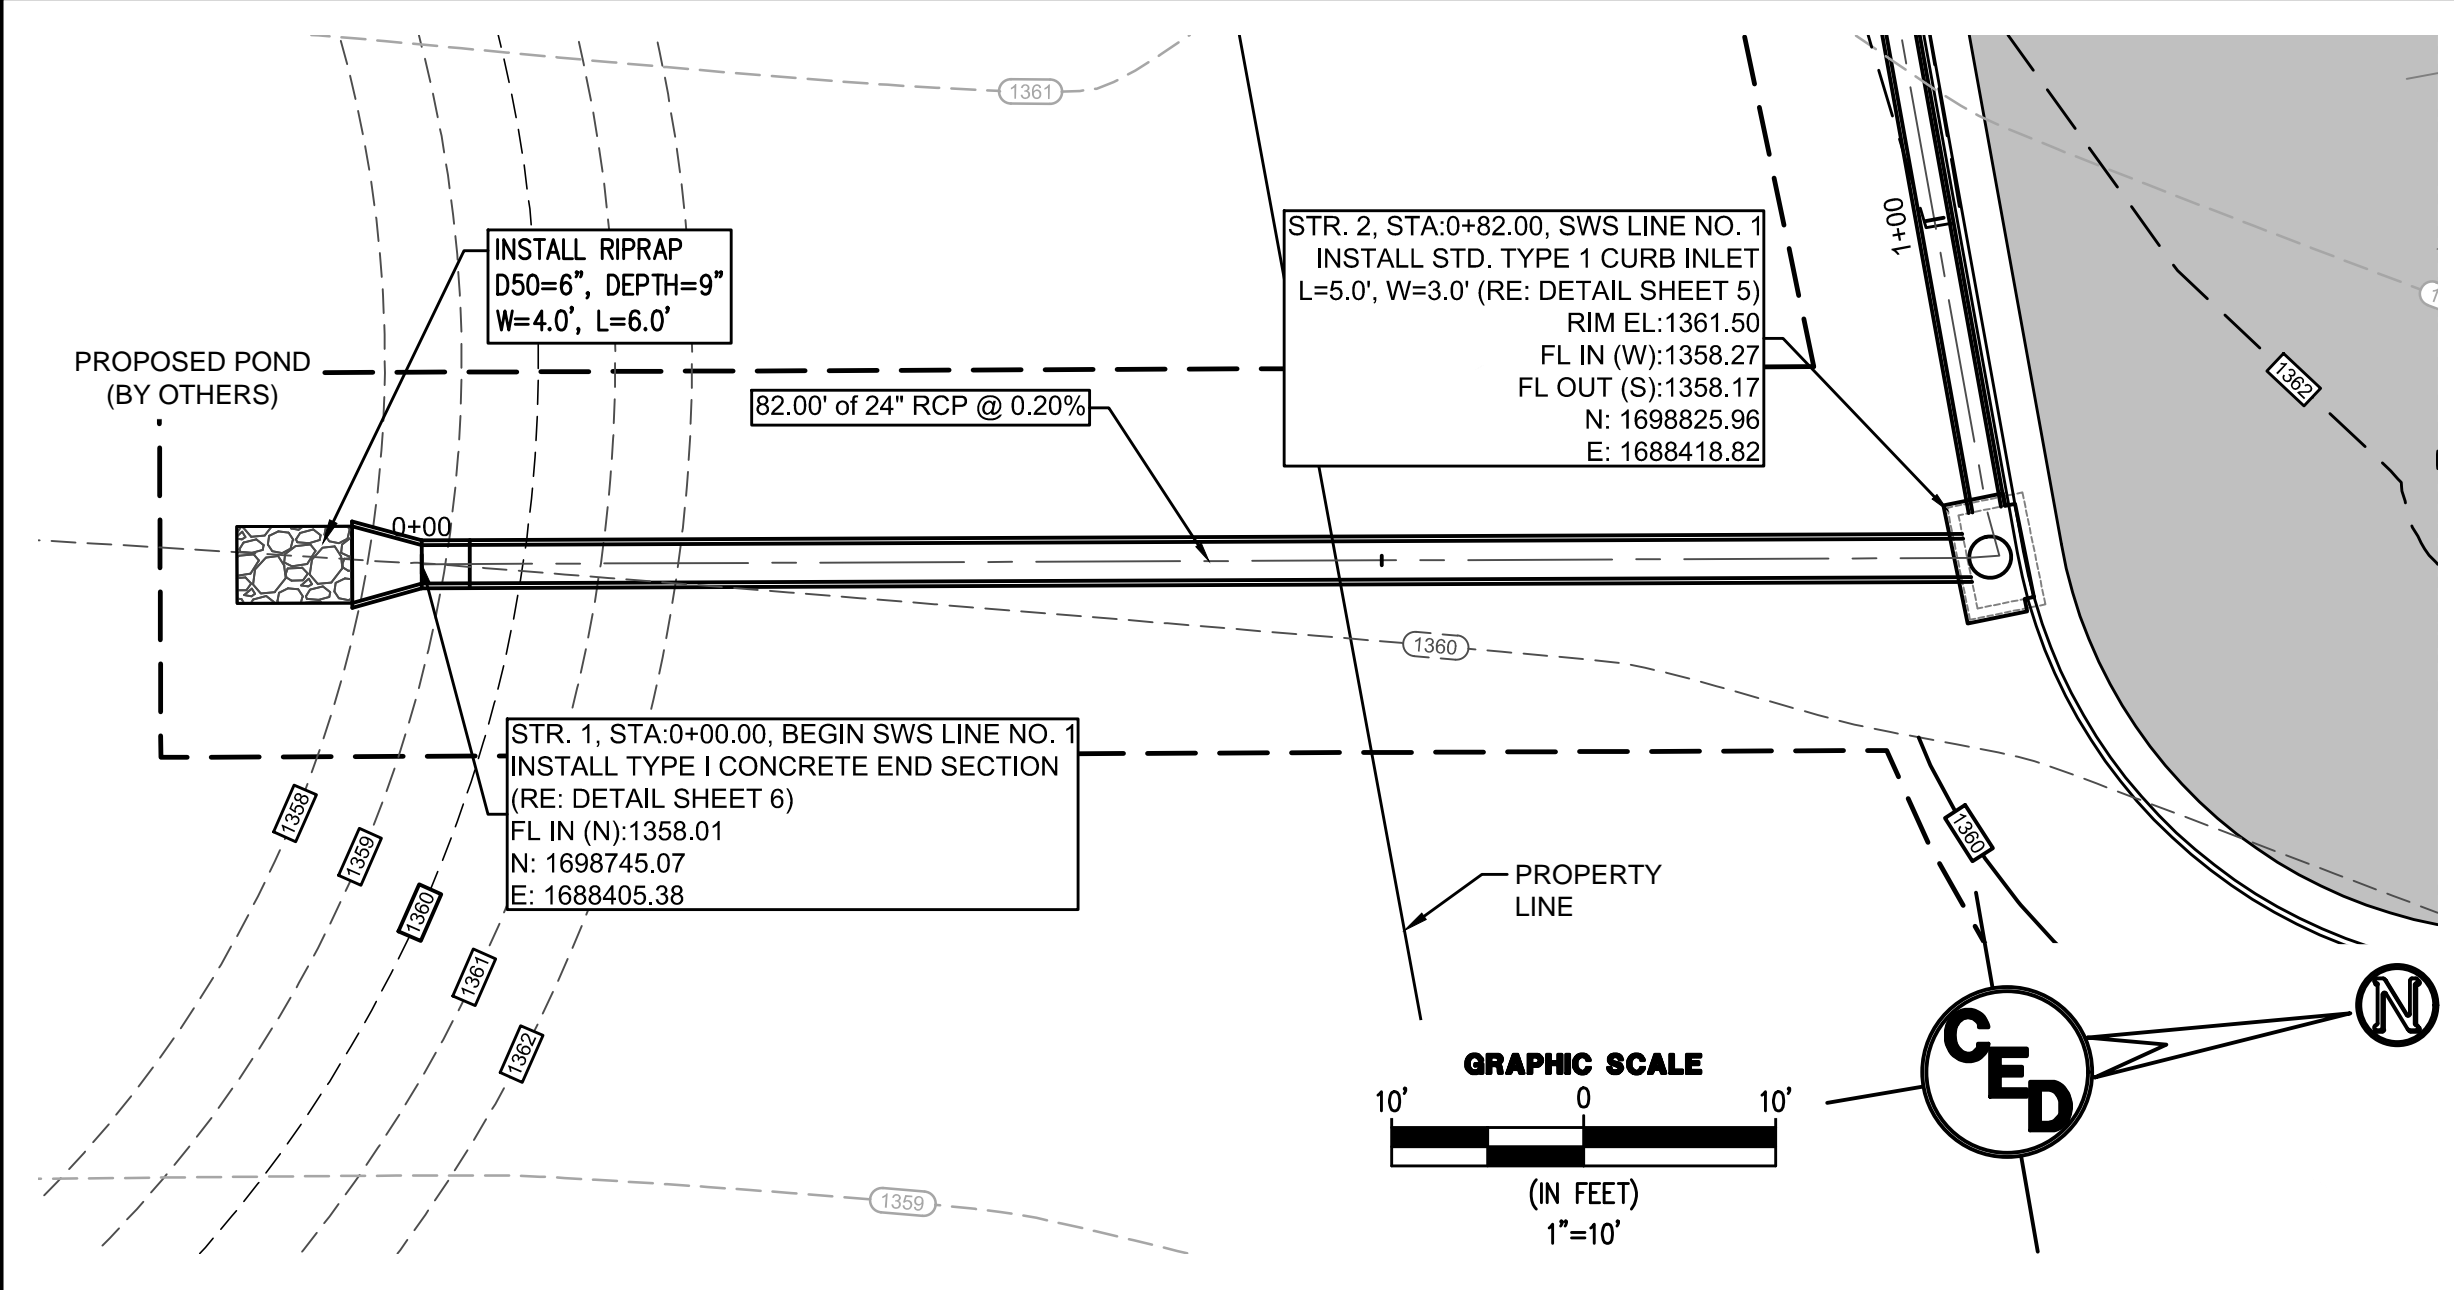 1361
INSTALL RIPRAP
D50=6", DEPTH=9"
W=4.0', L=6.0'
STR. 2, STA:0+82.00, SWS LINE NO. 1
INSTALL STD. TYPE 1 CURB INLET
L=5.0', W=3.0' (RE: DETAIL SHEET 5)
RIM EL:1361.50
FL IN (W):1358.27
FL OUT (S):1358.17
N: 1698825.96
E: 1688418.82
1+00
1362
PROPOSED POND
(BY OTHERS)
82.00' of 24" RCP @ 0.20%
0+00
1360
STR. 1, STA:0+00.00, BEGIN SWS LINE NO. 1
INSTALL TYPE I CONCRETE END SECTION
(RE: DETAIL SHEET 6)
FL IN (N):1358.01
N: 1698745.07
E: 1688405.38
1358
1359
1360
1361
1362
1360
PROPERTY
LINE
CED
N
GRAPHIC SCALE
10' 0 10'
(IN FEET)
1"=10'
1359